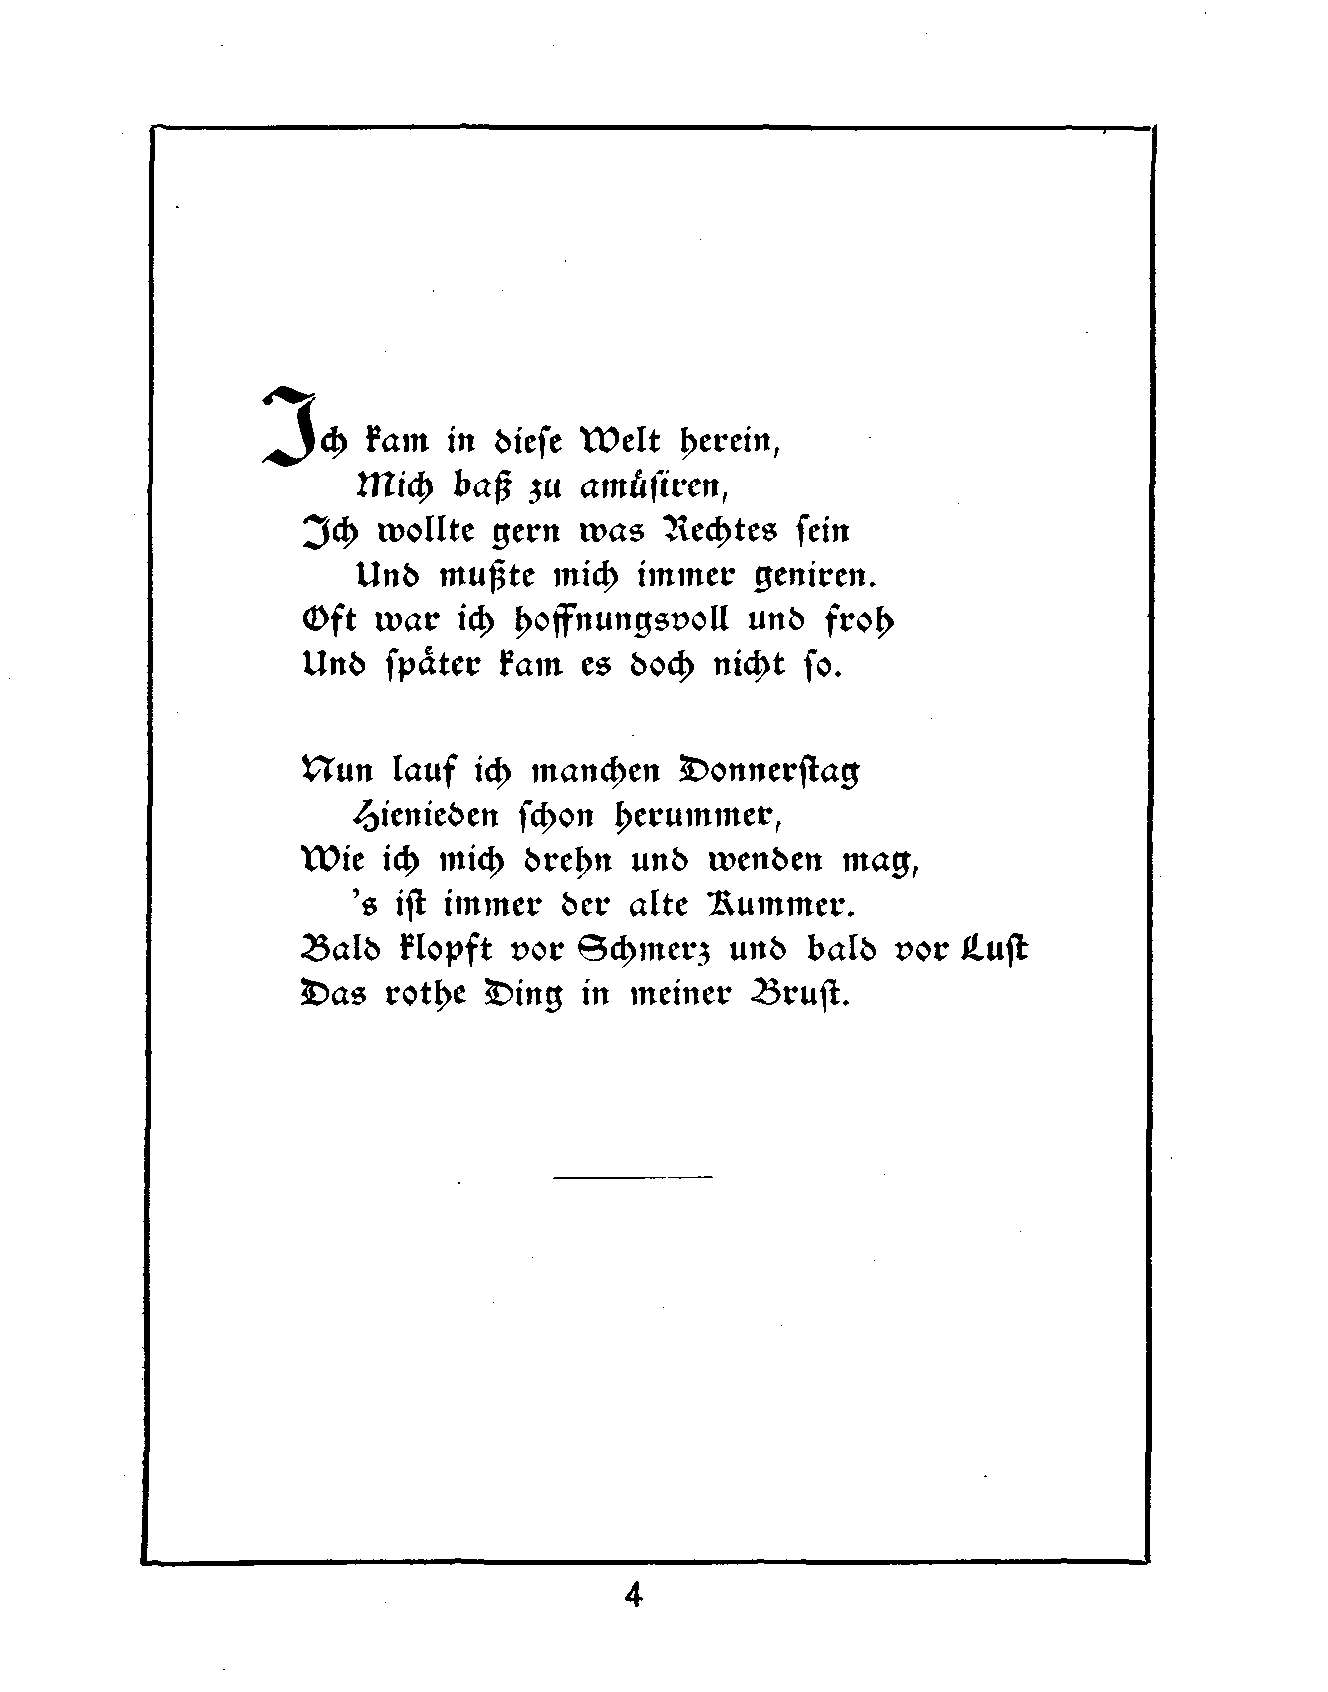 Ich kam in dieſe Welt herein,
Mich baß zu amüſiren,
Ich wollte gern was Rechtes ſein
Und mußte mich immer geniren.
Oft war ich hoffnungsvoll und froh
Und ſpäter kam es doch nicht ſo.
Nun lauf ich manchen Donnerſtag
Hienieden ſchon herummer,
Wie ich mich drehn und wenden mag,
’s iſt immer der alte Kummer.
Bald klopft vor Schmerz und bald vor Luſt
Das rothe Ding in meiner Bruſt.
4